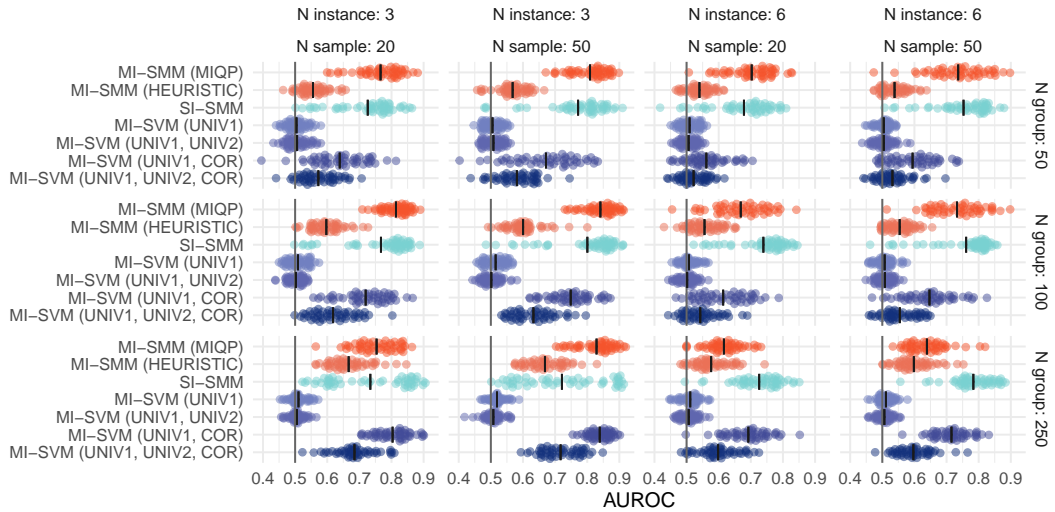 N instance: 3 N instance: 3 N instance: 6 N instance: 6
N sample: 20 N sample: 50 N sample: 20 N sample: 50
MI−SMM (MIQP)
MI−SMM (HEURISTIC)
SI−SMM
MI−SVM (UNIV1)
MI−SVM (UNIV1, UNIV2)
MI−SVM (UNIV1, COR)
MI−SVM (UNIV1, UNIV2, COR)
N group: 50
MI−SMM (MIQP)
MI−SMM (HEURISTIC)
SI−SMM
MI−SVM (UNIV1)
MI−SVM (UNIV1, UNIV2)
MI−SVM (UNIV1, COR)
MI−SVM (UNIV1, UNIV2, COR)
N group: 100
MI−SMM (MIQP)
MI−SMM (HEURISTIC)
SI−SMM
MI−SVM (UNIV1)
MI−SVM (UNIV1, UNIV2)
MI−SVM (UNIV1, COR)
MI−SVM (UNIV1, UNIV2, COR)
N group: 250
0.4 0.5 0.6 0.7 0.8 0.9 0.4 0.5 0.6 0.7 0.8 0.9 0.4 0.5 0.6 0.7 0.8 0.9 0.4 0.5 0.6 0.7 0.8 0.9
AUROC